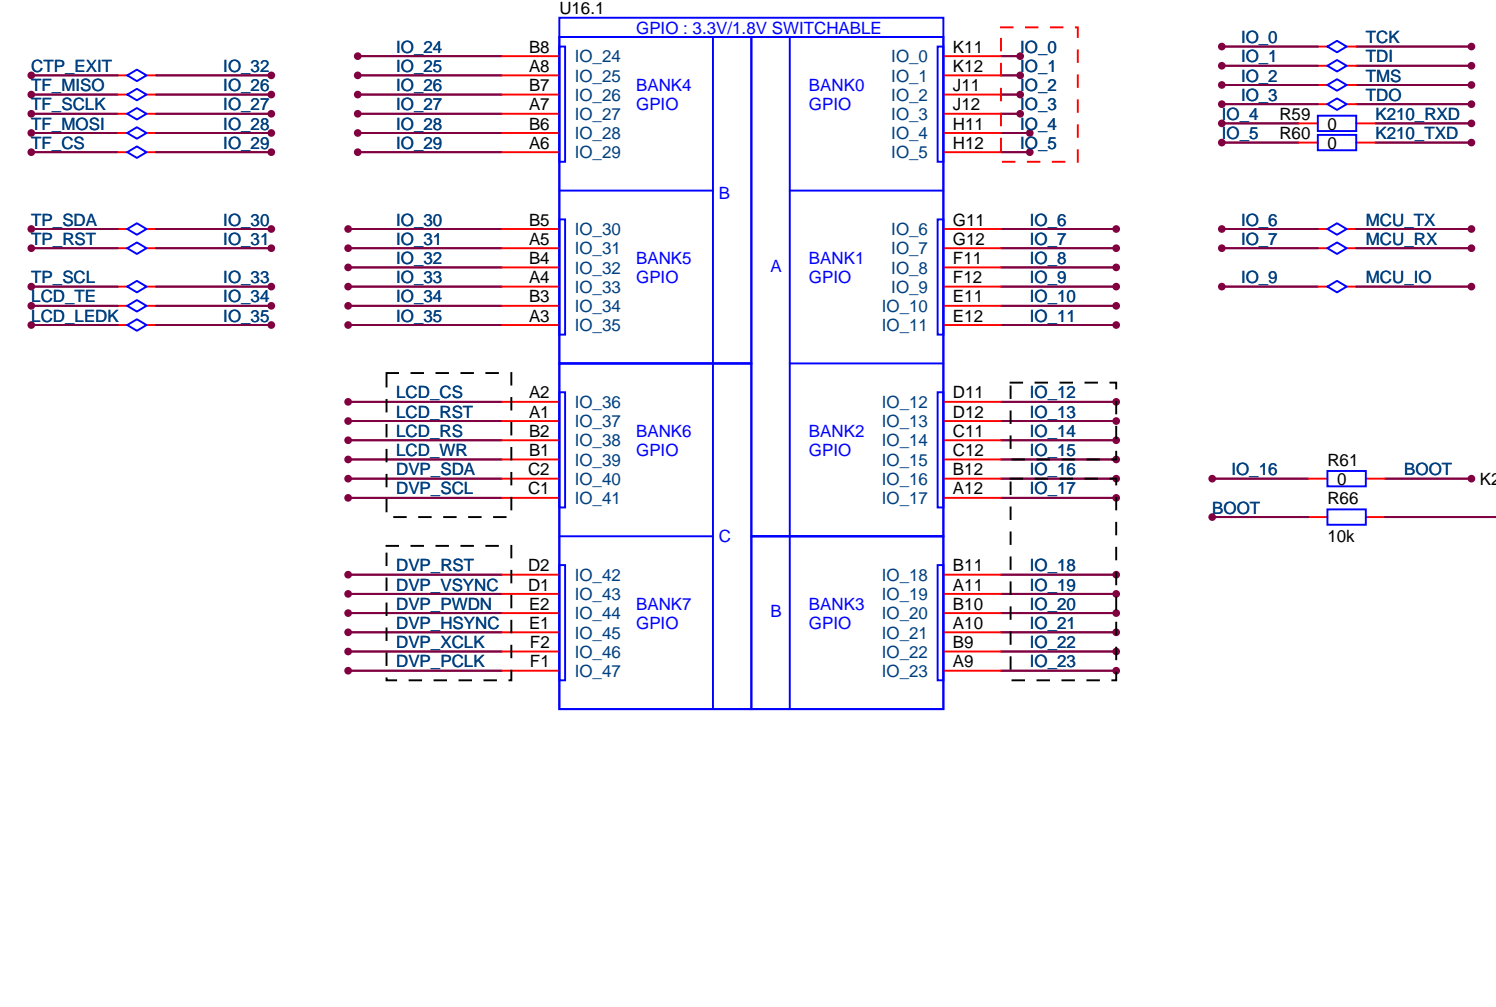 U16.1
GPIO : 3.3V/1.8V SWITCHABLE
CTP_EXIT IO_32
TF_MISO IO_26
TF_SCLK IO_27
TF_MOSI IO_28
TF_CS IO_29
TP_SDA IO_30
TP_RST IO_31
TP_SCL IO_33
LCD_TE IO_34
LCD_LEDK IO_35
IO_24 B8 IO_24
IO_25 A8 IO_25
IO_26 B7 IO_26
IO_27 A7 IO_27
IO_28 B6 IO_28
IO_29 A6 IO_29
BANK4
GPIO
IO_30 B5 IO_30
IO_31 A5 IO_31
IO_32 B4 IO_32
IO_33 A4 IO_33
IO_34 B3 IO_34
IO_35 A3 IO_35
BANK5
GPIO
B
LCD_CS A2 IO_36
LCD_RST A1 IO_37
LCD_RS B2 IO_38
LCD_WR B1 IO_39
DVP_SDA C2 IO_40
DVP_SCL C1 IO_41
BANK6
GPIO
DVP_RST D2 IO_42
DVP_VSYNC D1 IO_43
DVP_PWDN E2 IO_44
DVP_HSYNC E1 IO_45
DVP_XCLK F2 IO_46
DVP_PCLK F1 IO_47
BANK7
GPIO
C
A
BANK0
GPIO
IO_0 K11 IO_0
IO_1 K12 IO_1
IO_2 J11 IO_2
IO_3 J12 IO_3
IO_4 H11 IO_4
IO_5 H12 IO_5
BANK1
GPIO
IO_6 G11 IO_6
IO_7 G12 IO_7
IO_8 F11 IO_8
IO_9 F12 IO_9
IO_10 E11 IO_10
IO_11 E12 IO_11
BANK2
GPIO
IO_12 D11 IO_12
IO_13 D12 IO_13
IO_14 C11 IO_14
IO_15 C12 IO_15
IO_16 B12 IO_16
IO_17 A12 IO_17
B
BANK3
GPIO
IO_18 B11 IO_18
IO_19 A11 IO_19
IO_20 B10 IO_20
IO_21 A10 IO_21
IO_22 B9 IO_22
IO_23 A9 IO_23
IO_0 TCK
IO_1 TDI
IO_2 TMS
IO_3 TDO
IO_4 R59 0 K210_RXD
IO_5 R60 0 K210_TXD
IO_6 MCU_TX
IO_7 MCU_RX
IO_9 MCU_IO
R61
IO_16 0 BOOT K2
R66
BOOT
10k